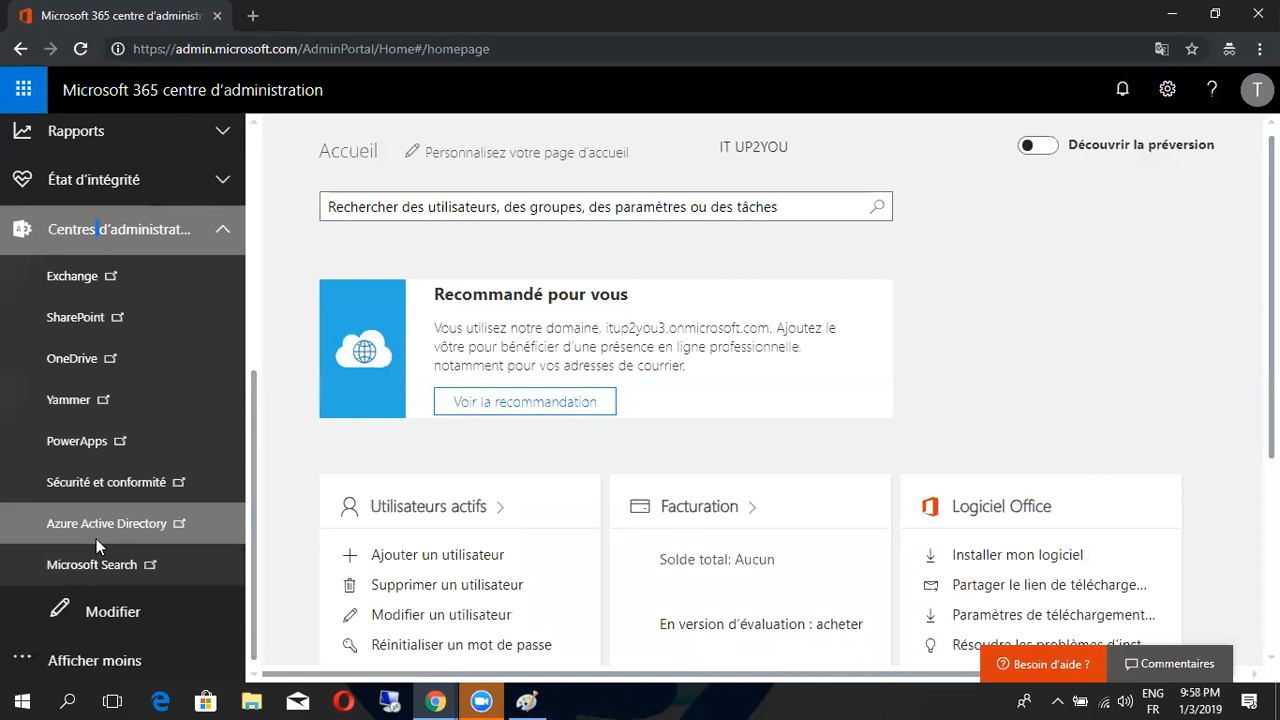 Microsoft 365 centre d'administr
https://admin.microsoft.com/AdminPortal/Home#/homepage
Microsoft 365 centre d'administration
?
T
Rapports
État d'intégrité
Centres d'administrat...
Exchange
SharePoint
OneDrive
Yammer
PowerApps
Sécurité et conformité
Azure Active Directory
Microsoft Search
Modifier
Afficher moins
Accueil
Personnalisez votre page d'accueil
IT UP2YOU
Découvrir la préversion
Rechercher des utilisateurs, des groupes, des paramètres ou des tâches
Recommandé pour vous
Vous utilisez notre domaine, itup2you3.onmicrosoft.com. Ajoutez le
vôtre pour bénéficier d'une présence en ligne professionnelle,
notamment pour vos adresses de courrier.
Voir la recommandation
Utilisateurs actifs
Ajouter un utilisateur
Supprimer un utilisateur
Modifier un utilisateur
Réinitialiser un mot de passe
Facturation
Solde total: Aucun
En version d'évaluation : acheter
Logiciel Office
Installer mon logiciel
Partager le lien de télécharge...
Paramètres de téléchargement...
Résoudre les problèmes d'inst
Besoin d'aide ?
Commentaires
ENG
FR
9:58 PM
1/3/2019